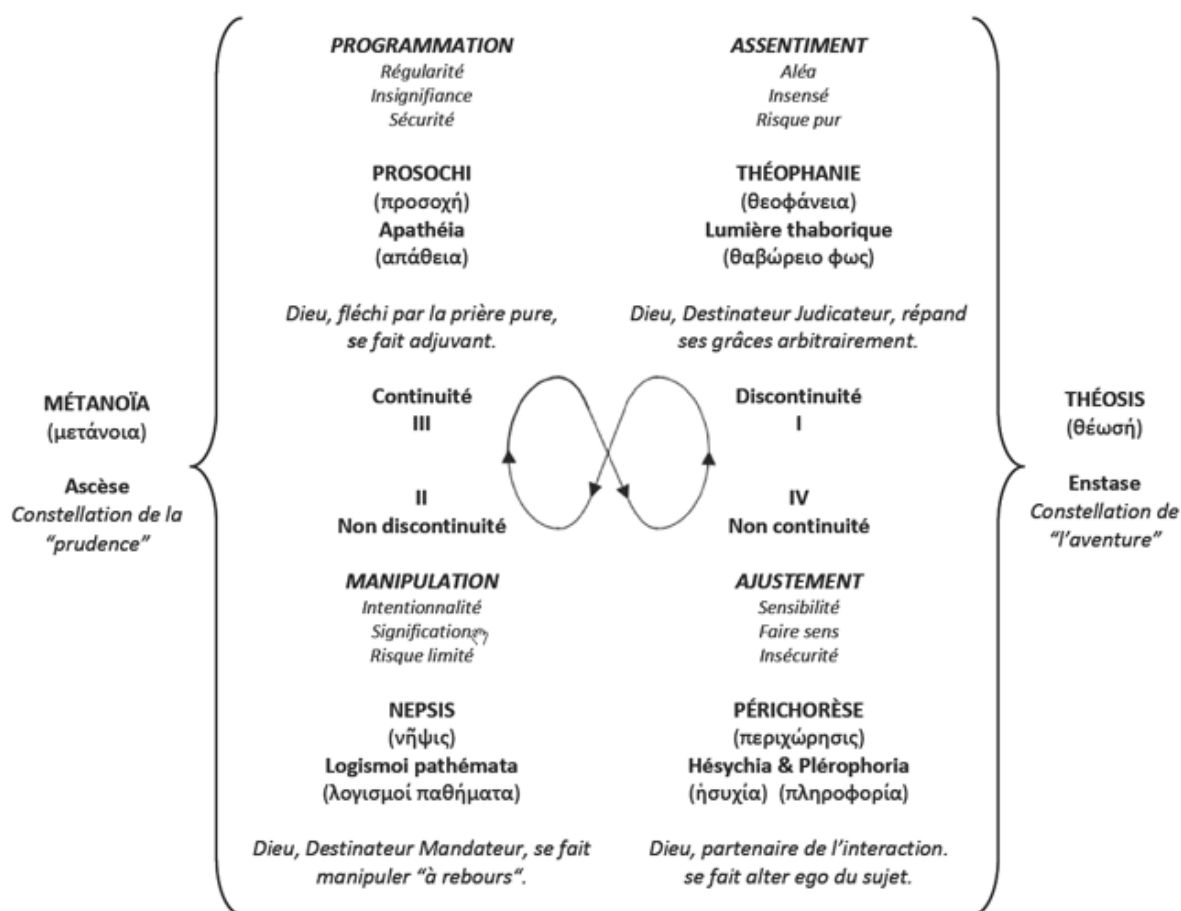 MÉTANOÏA
(μετάνοια)
Ascèse
Constellation de la
"prudence"
PROGRAMMATION
Régularité
Insignifiance
Sécurité
PROSOCHI
(προσοχή)
Apathéia
(απάθεια)
Dieu, fléchi par la prière pure,
se fait adjuvant.
Continuité
III
II
Non discontinuité
MANIPULATION
Intentionnalité
Signification
Risque limité
NEPSIS
(νῆψις)
Logismoi pathémata
(λογισμοί παθήματα)
Dieu, Destinateur Mandateur, se fait
manipuler "à rebours".
ASSENTIMENT
Aléa
Insensé
Risque pur
THÉOPHANIE
(θεοφάνεια)
Lumière thaborique
(θαβώρειο φως)
Dieu, Destinateur Judicateur, répand
ses grâces arbitrairement.
Discontinuité
I
IV
Non continuité
AJUSTEMENT
Sensibilité
Faire sens
Insécurité
PÉRICHORÈSE
(περιχώρησις)
Hésychia & Plérophoria
(ἡσυχία) (πληροφορία)
Dieu, partenaire de l'interaction.
se fait alter ego du sujet.
THÉOSIS
(θέωσή)
Enstase
Constellation de
"l'aventure"